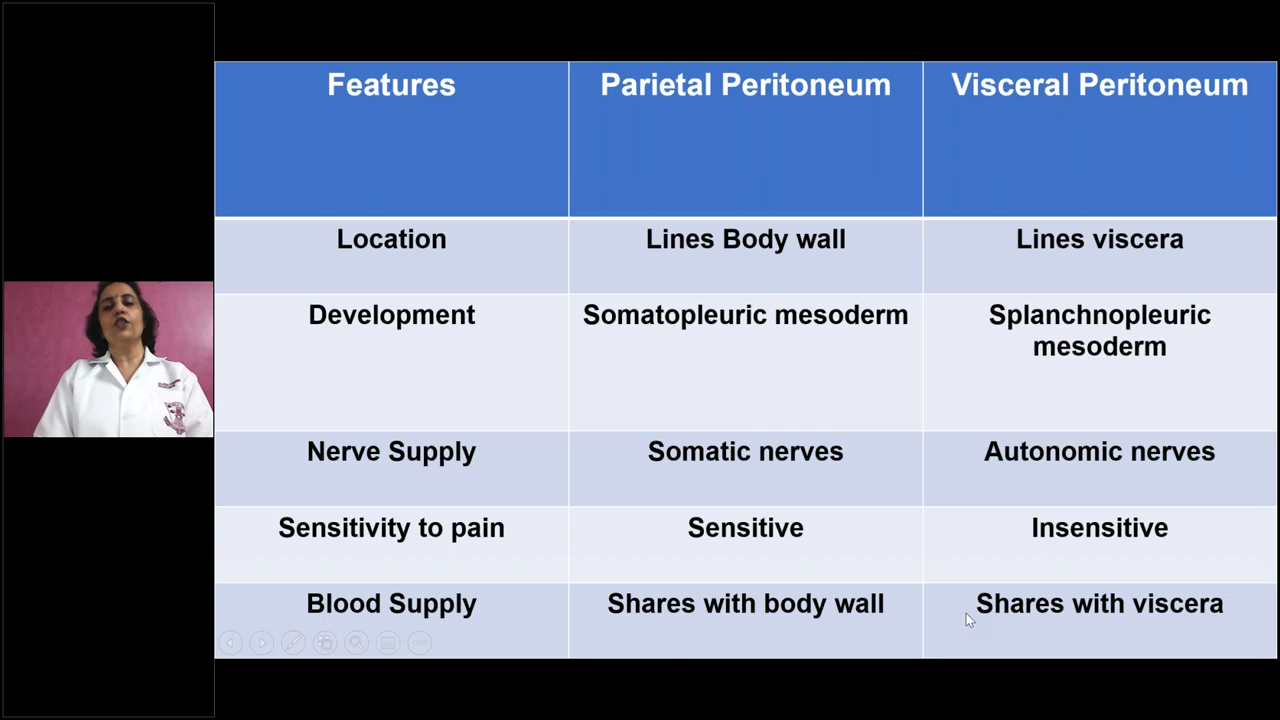 Features Parietal Peritoneum Visceral Peritoneum
Location Lines Body wall Lines viscera
Development Somatopleuric mesoderm Splanchnopleuric
mesoderm
Nerve Supply Somatic nerves Autonomic nerves
Sensitivity to pain Sensitive Insensitive
Blood Supply Shares with body wall Shares with viscera